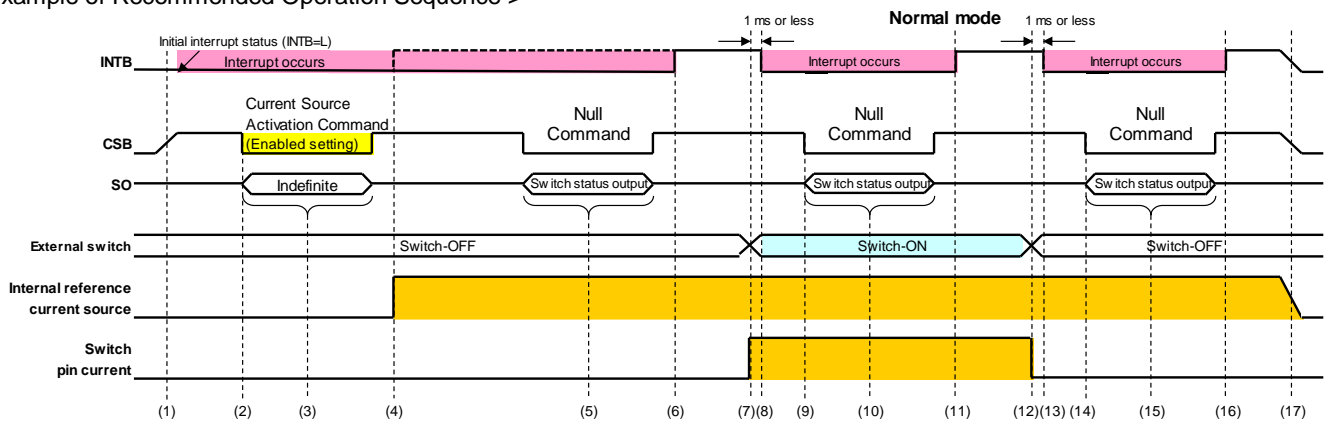 xample of Recommended Operation Sequence >
1 ms or less
Normal mode
1 ms or less
Initial interrupt status (INTB=L)
INTB
Interrupt occurs
Interrupt occurs
Interrupt occurs
Current Source
Activation Command
(Enabled setting)
Null
Command
Null
Command
Null
Command
CSB
SO
Indefinite
Switch status output
Switch status output
Switch status output
External switch
Switch-OFF
Switch-ON
Switch-OFF
Internal reference
current source
Switch
pin current
(1)
(2)
(3)
(4)
(5)
(6)
(7)
(8)
(9)
(10)
(11)
(12)
(13)
(14)
(15)
(16)
(17)